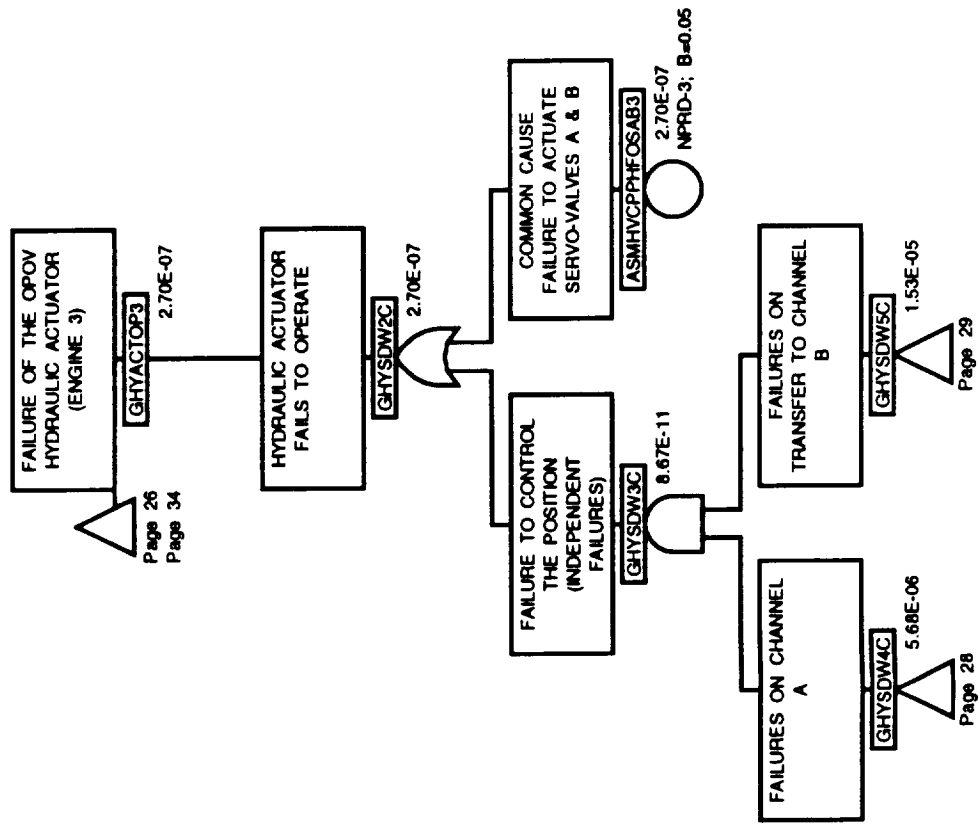 FAILURE OF THE OPOV
HYDRAULIC ACTUATOR
(ENGINE 3)
GHYACTOP3
2.70E-07
Page 26
Page 34
HYDRAULIC ACTUATOR
FAILS TO OPERATE
GHYSDW2C
2.70E-07
FAILURE TO CONTROL
THE POSITION
(INDEPENDENT
FAILURES)
GHYSDW3C
8.67E-11
COMMON CAUSE
FAILURE TO ACTUATE
SERVO-VALVES A & B
ASMHVCPPHFOSAB3
2.70E-07
NPRD-3; B=0.05
FAILURES ON CHANNEL
A
GHYSDW4C
5.68E-06
Page 28
FAILURES ON
TRANSFER TO CHANNEL
B
GHYSDW5C
1.53E-05
Page 29